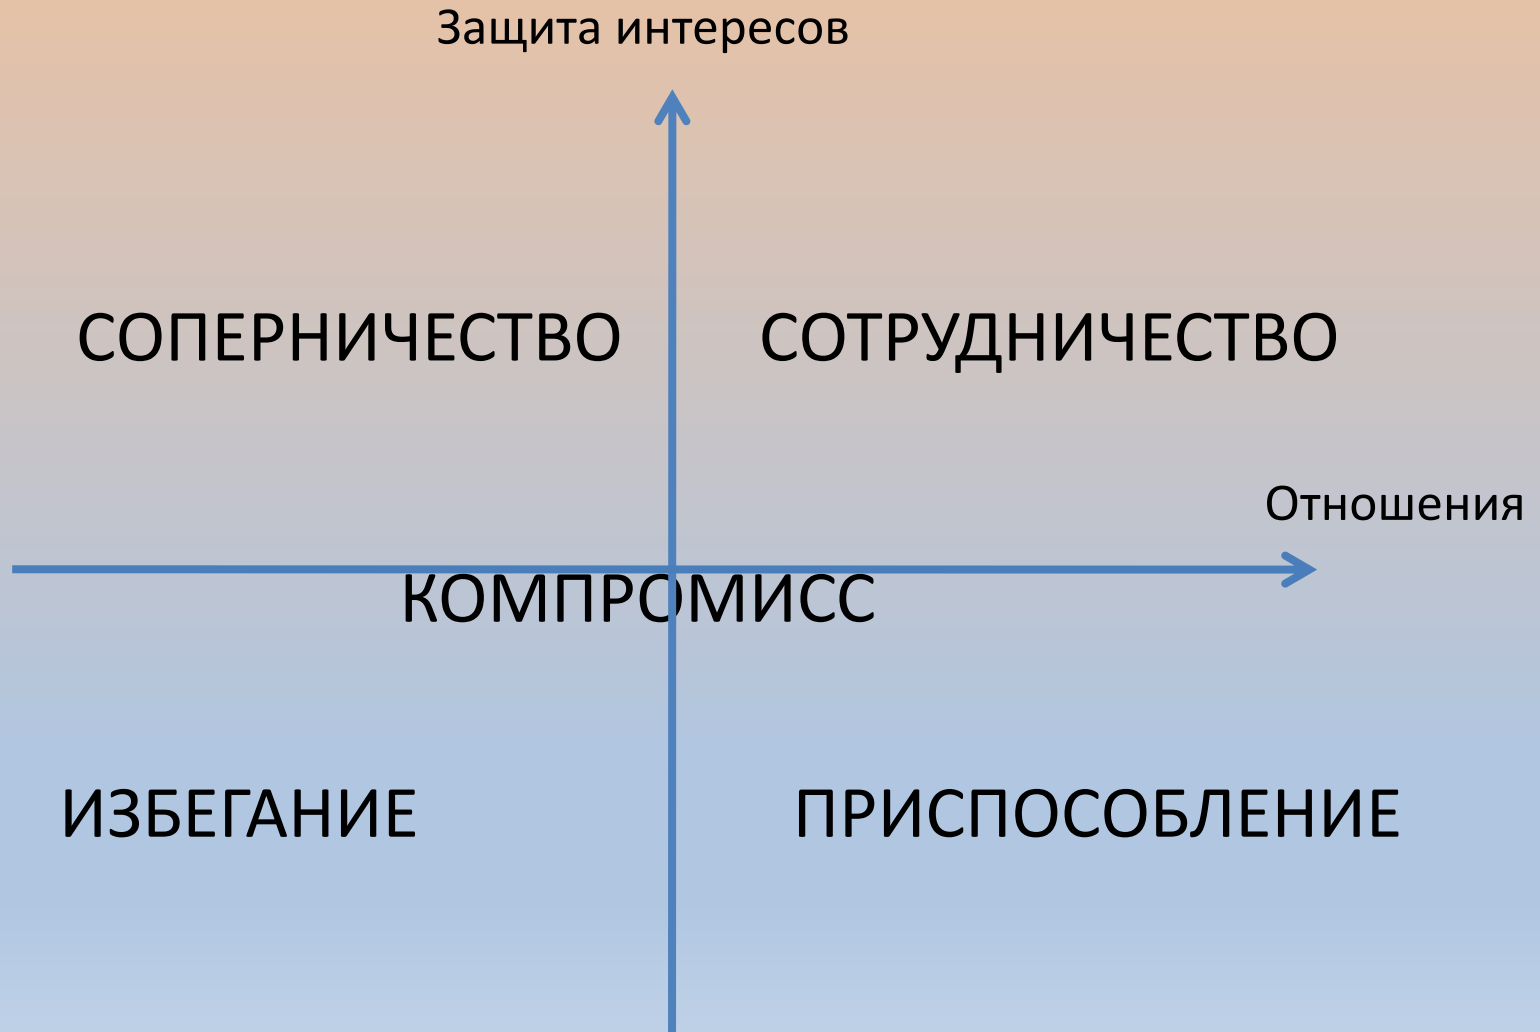 Защита интересов
СОПЕРНИЧЕСТВО
СОТРУДНИЧЕСТВО
Отношения
КОМПРОМИСС
ИЗБЕГАНИЕ
ПРИСПОСОБЛЕНИЕ